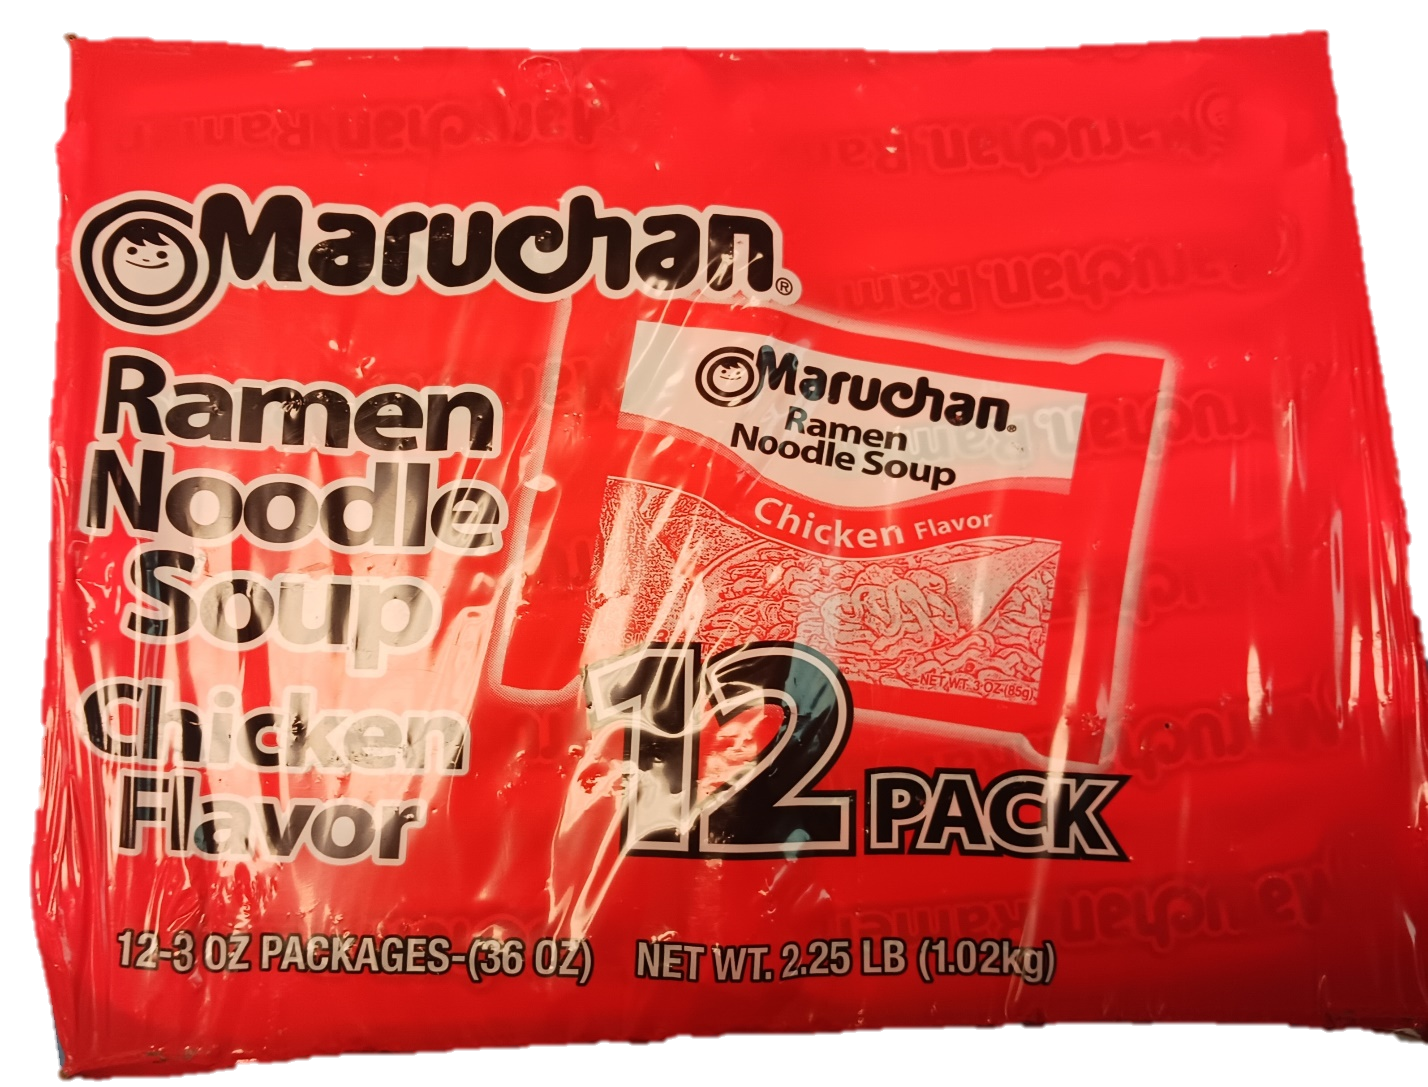 Maruchan®
Ramen
Noodle
Soup
Chicken
Flavor
Maruchan®
Ramen
Noodle Soup
Chicken Flavor
NET WT. 3 OZ (85g)
12 PACK
12-3 OZ PACKAGES-(36 OZ) NET WT. 2.25 LB (1.02kg)